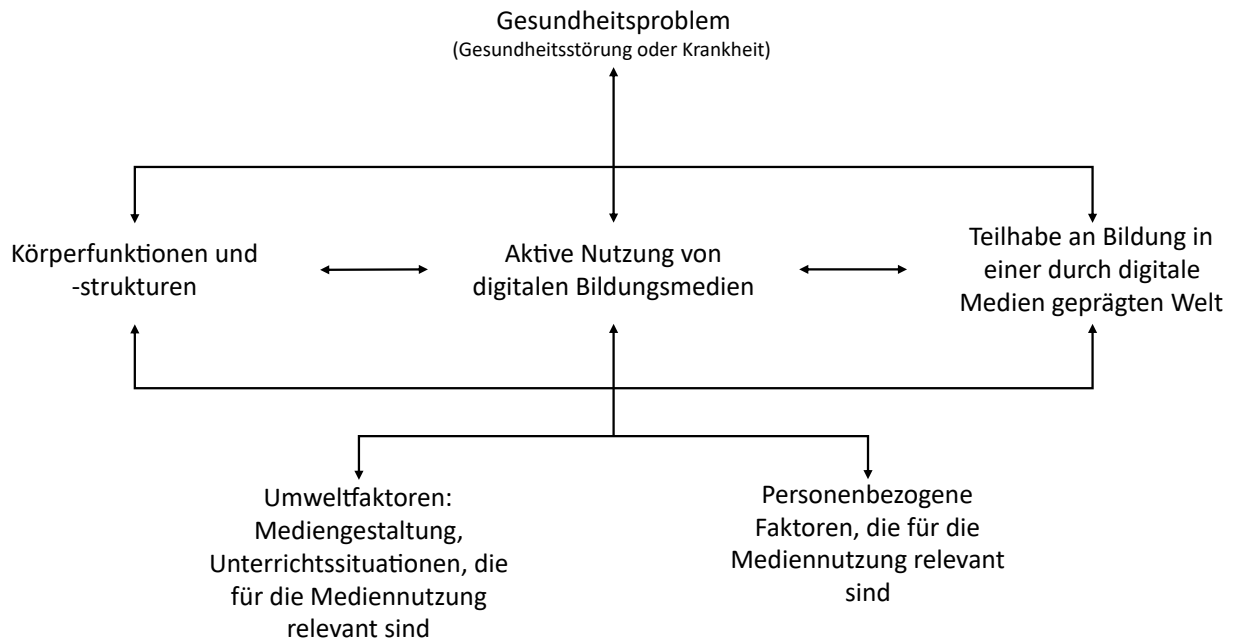 Gesundheitsproblem
(Gesundheitsstörung oder Krankheit)
Körperfunktionen und
-strukturen
Aktive Nutzung von
digitalen Bildungsmedien
Teilhabe an Bildung in
einer durch digitale
Medien geprägten Welt
Umweltfaktoren:
Mediengestaltung,
Unterrichtssituationen, die
für die Mediennutzung
relevant sind
Personenbezogene
Faktoren, die für die
Mediennutzung relevant
sind